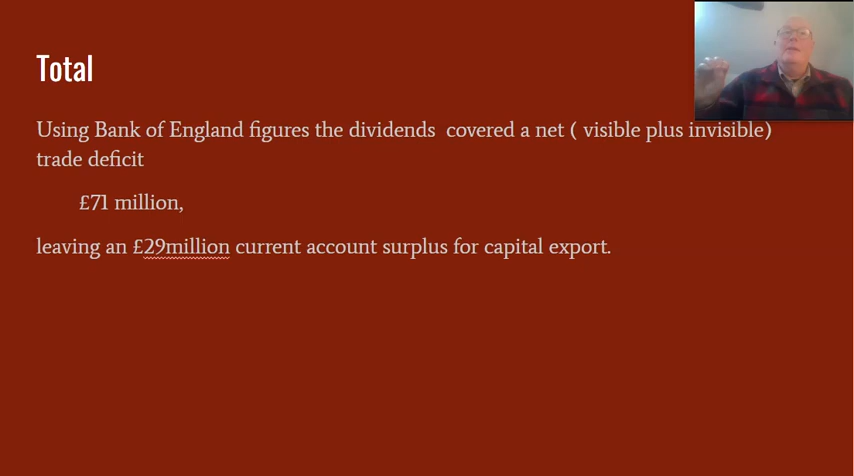 Total
Using Bank of England figures the dividends covered a net ( visible plus invisible)
trade deficit
£71 million,
leaving an £29million current account surplus for capital export.